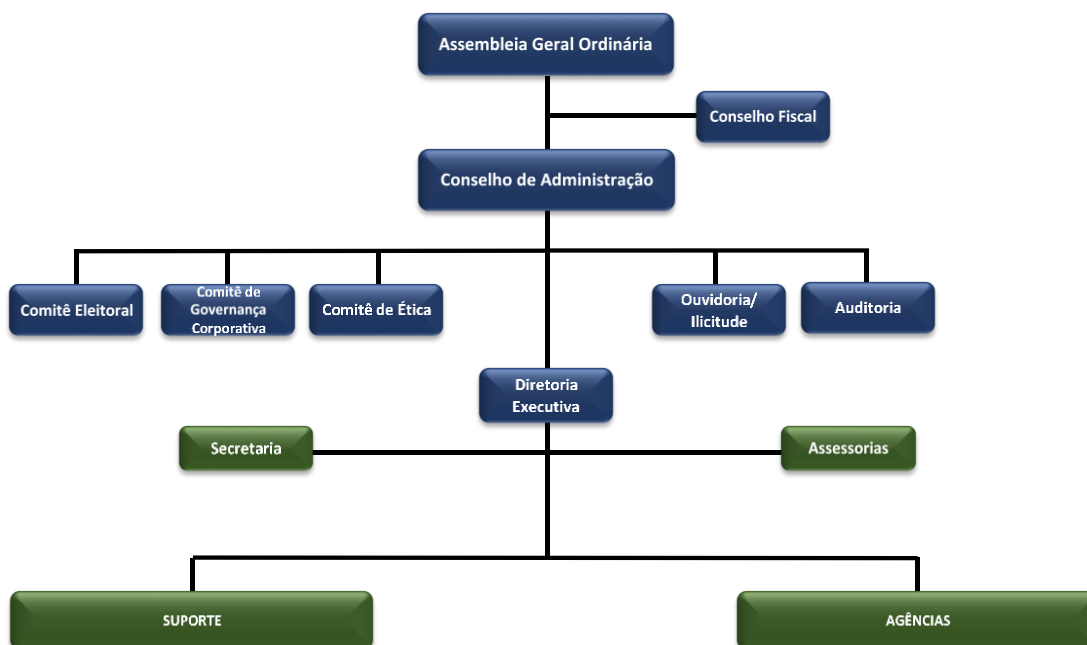 Assembleia Geral Ordinária
Conselho Fiscal
Conselho de Administração
Comitê Eleitoral
Comitê de
Governança
Corporativa
Comitê de Ética
Ouvidoria/
Ilicitude
Auditoria
Diretoria
Executiva
Secretaria
Assessorias
SUPORTE
AGÊNCIAS